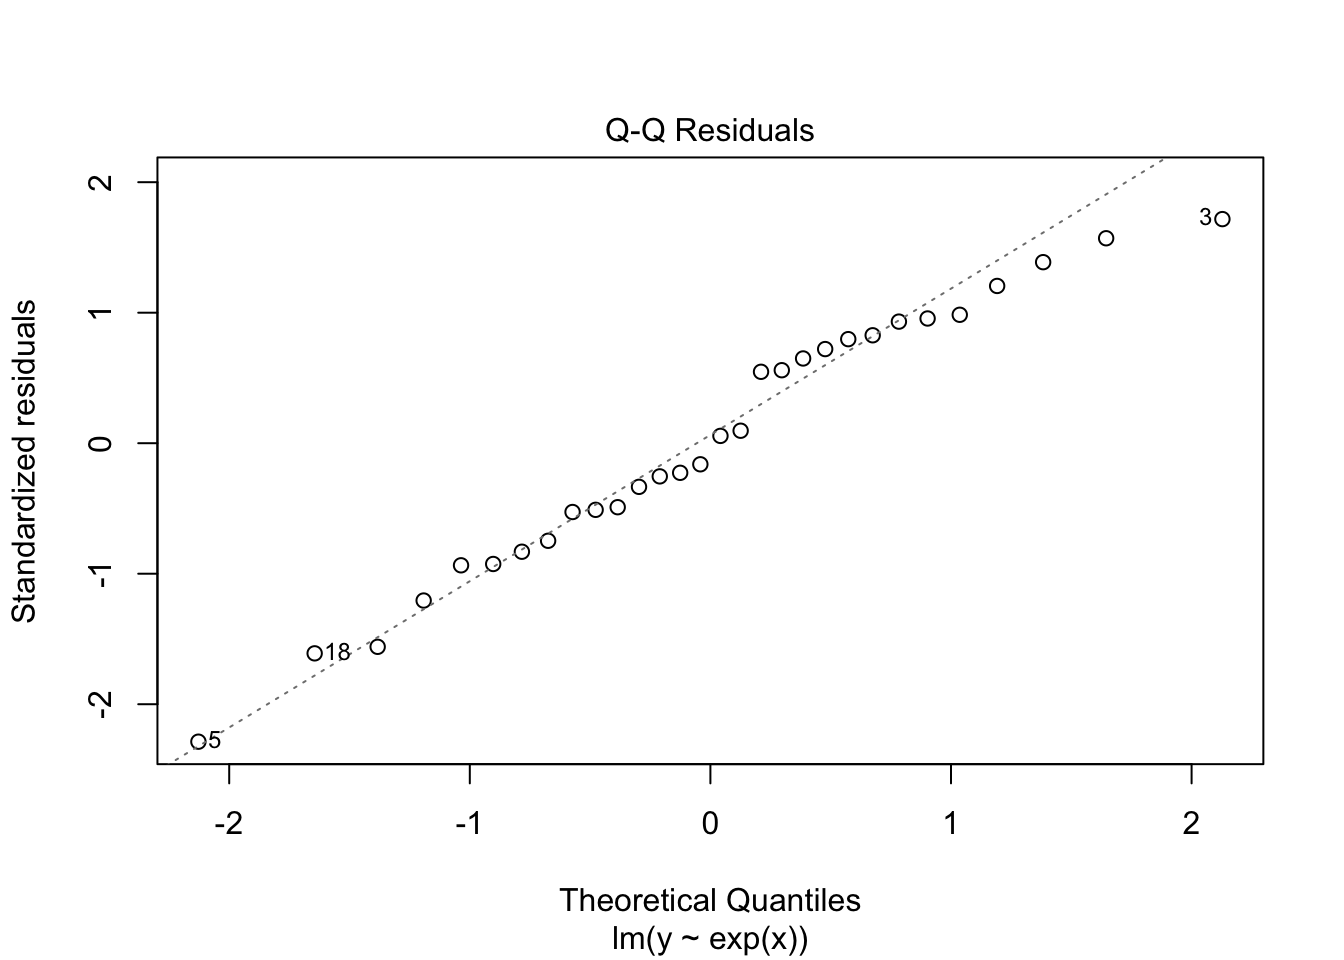 Q-Q Residuals
Standardized residuals
2
1
0
-1
-2
3
18
5
-2 -1 0 1 2
Theoretical Quantiles
lm(y ~ exp(x))